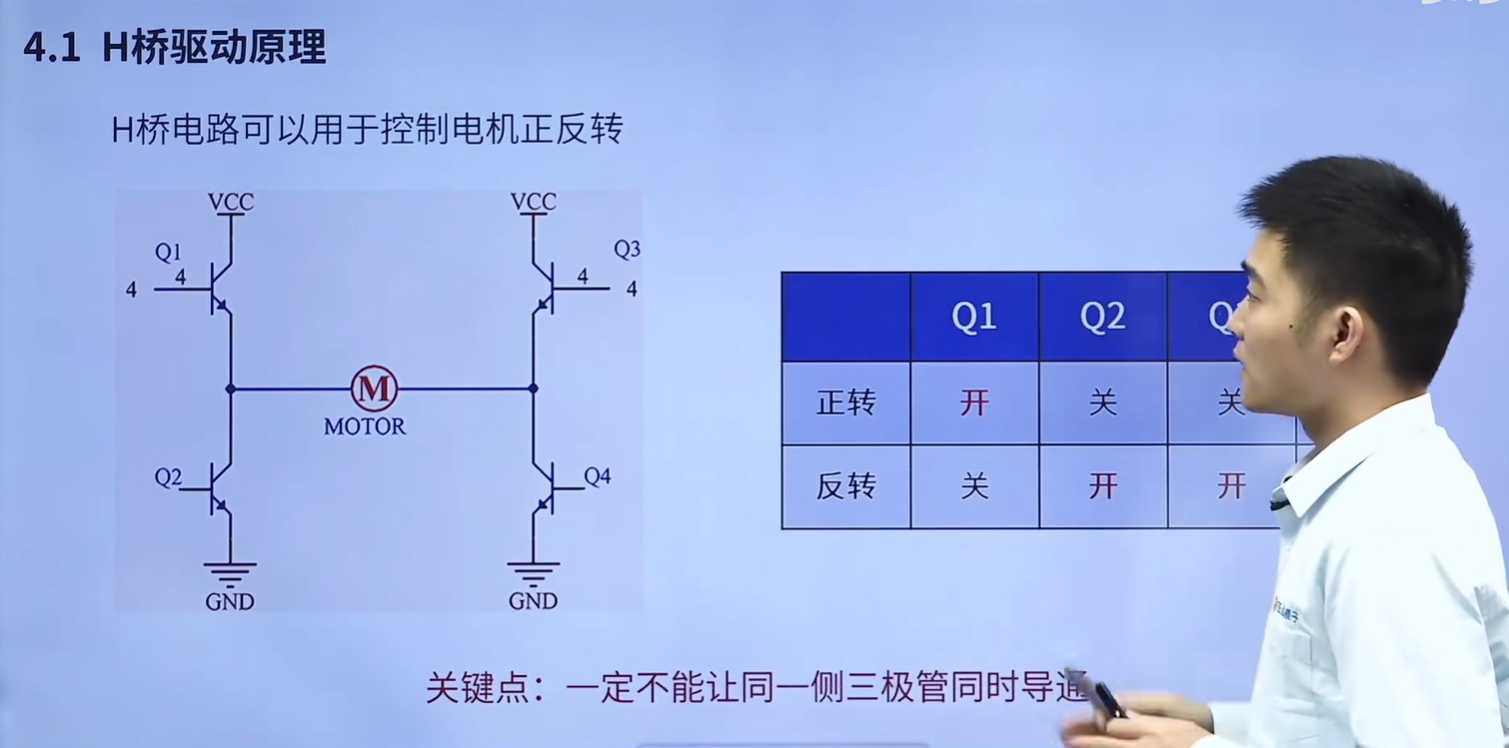 4.1 H桥驱动原理
H桥电路可以用于控制电机正反转
VCC VCC
Q1 Q3
4 4 4 4
M
MOTOR
Q2 Q4
GND GND
Q1 Q2 Q
正转 开 关 关
反转 关 开 开
关键点：一定不能让同一侧三极管同时导通